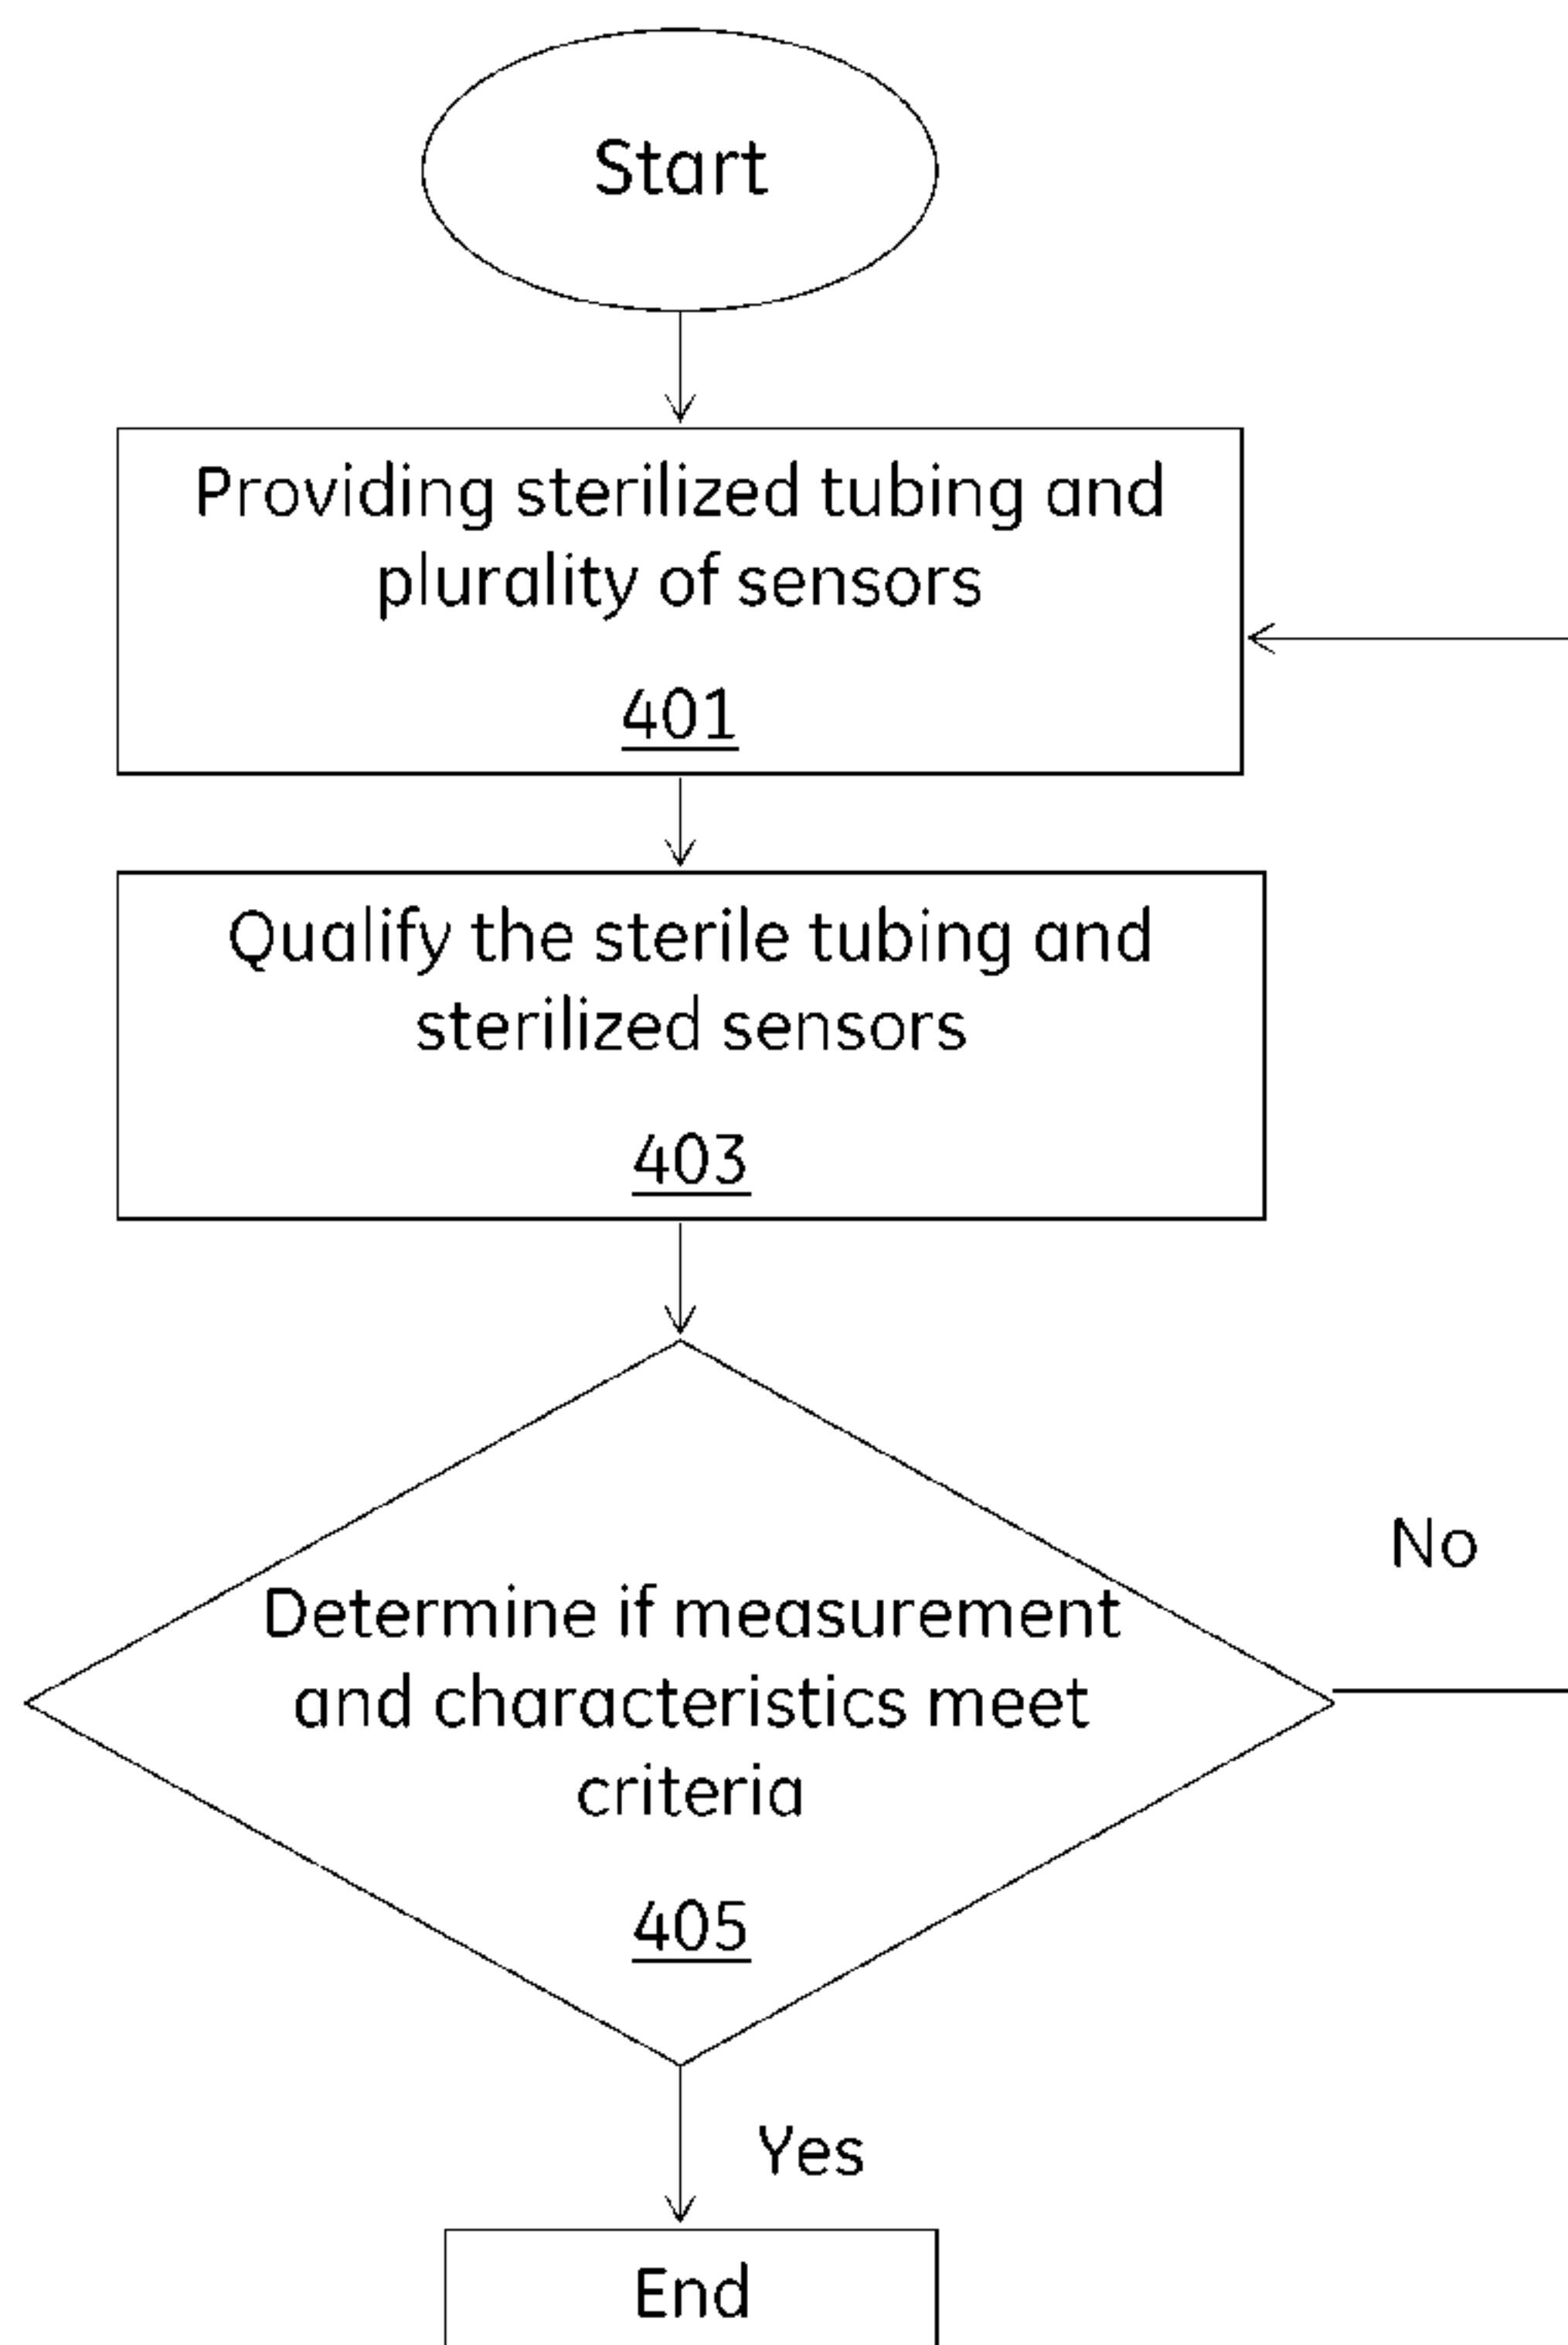 Start
Providing sterilized tubing and
plurality of sensors
401
Qualify the sterile tubing and
sterilized sensors
403
No
Determine if measurement
and characteristics meet
criteria
405
Yes
End